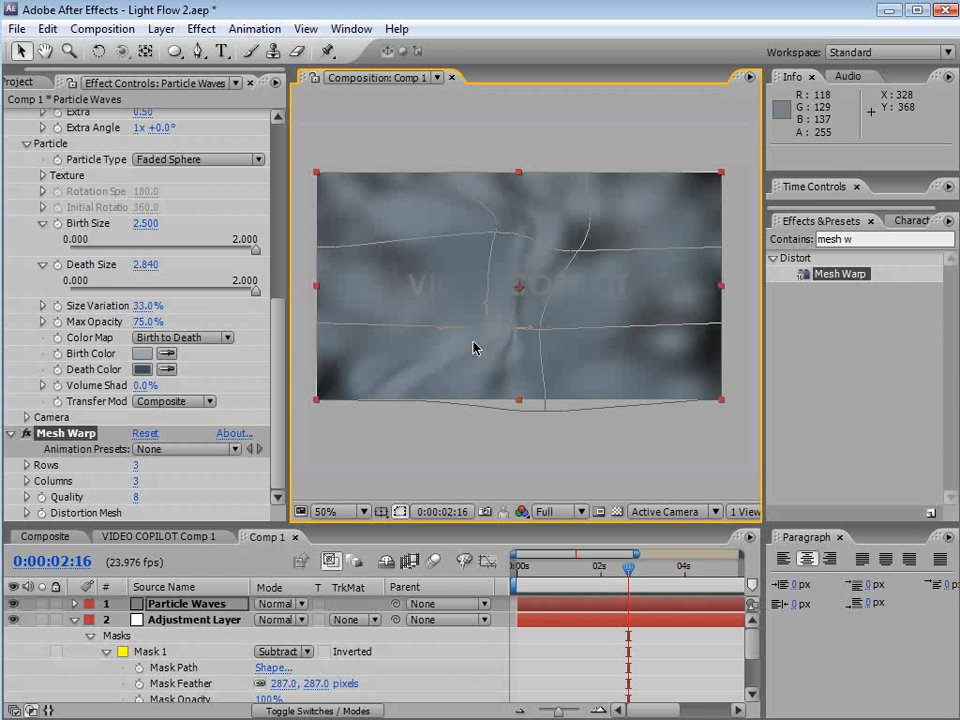 Adobe After Effects - Light Flow 2.aep *
File Edit Composition Layer Effect Animation View Window Help
Workspace: Standard
Project Effect Controls: Particle Waves
Composition: Comp 1
Info Audio
Comp 1 * Particle Waves
R : 118 X : 328
G : 129 Y : 368
B : 137
A : 255
Extra 0.50
Extra Angle 1x +0.0°
Particle
Particle Type Faded Sphere
Texture
Rotation Spe 180.0
Initial Rotatio 360.0
Birth Size 2.500
0.000 2.000
Death Size 2.840
0.000 2.000
Size Variation 33.0%
Max Opacity 75.0%
Color Map Birth to Death
Birth Color
Death Color
Volume Shad 0.0%
Transfer Mod Composite
Camera
fx Mesh Warp Reset About...
Animation Presets: None
Rows 3
Columns 3
Quality 8
Distortion Mesh
Time Controls
Effects & Presets Charact
Contains: mesh w
Distort
Mesh Warp
50% 0:00:02:16 Full Active Camera 1 View
Composite VIDEO COPILOT Comp 1 Comp 1
0:00:02:16 (23.976 fps)
:00s 02s 04s
# Source Name Mode T TrkMat Parent
1 Particle Waves Normal None
2 Adjustment Layer Normal None None
Masks
Mask 1 Subtract Inverted
Mask Path Shape...
Mask Feather 287.0, 287.0 pixels
Mask Opacity 100%
Toggle Switches / Modes
Paragraph
0 px 0 px 0 px
0 px 0 px